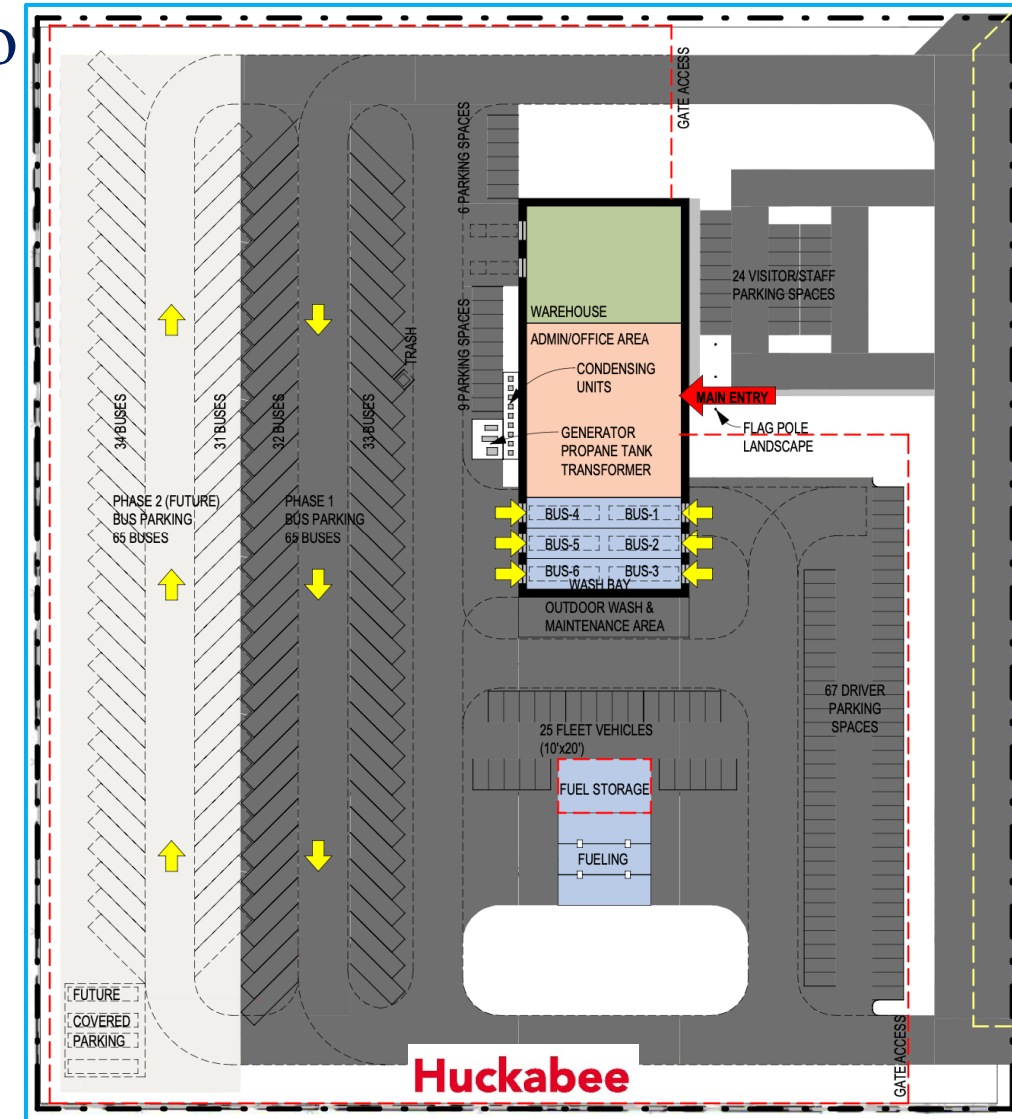 GATE ACCESS
6 PARKING SPACES
24 VISITOR/STAFF
PARKING SPACES
WAREHOUSE
ADMIN/OFFICE AREA
CONDENSING
UNITS
9 PARKING SPACES
TRASH
MAIN ENTRY
FLAG POLE
LANDSCAPE
GENERATOR
PROPANE TANK
TRANSFORMER
34 BUSES
31 BUSES
32 BUSES
33 BUSES
PHASE 2 (FUTURE)
BUS PARKING
65 BUSES
PHASE 1
BUS PARKING
65 BUSES
BUS-4
BUS-1
BUS-5
BUS-2
BUS-6
BUS-3
WASH BAY
OUTDOOR WASH &
MAINTENANCE AREA
67 DRIVER
PARKING
SPACES
25 FLEET VEHICLES
(10'x20')
FUEL STORAGE
FUELING
FUTURE
COVERED
PARKING
GATE ACCESS
Huckabee